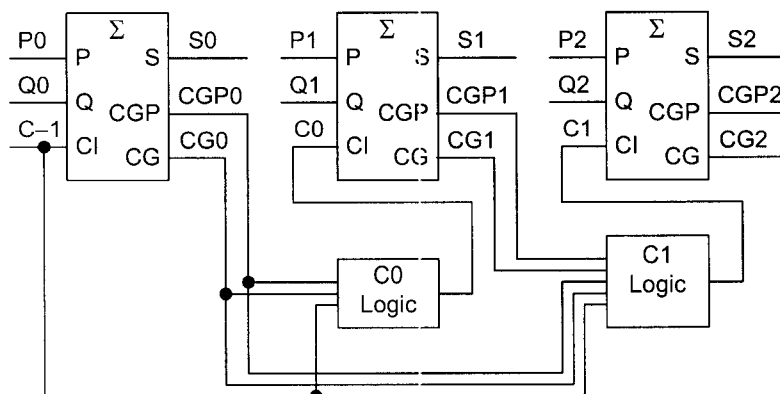 P0 Σ S0 P1 Σ S1 P2 Σ S2
P S P S P S
Q0 Q1 Q2
Q CGP CGP0 Q CGP CGP1 Q CGP CGP2
C–1 C0 C1
CI CG CG0 CI CG CG1 CI CG CG2
C0
Logic
C1
Logic